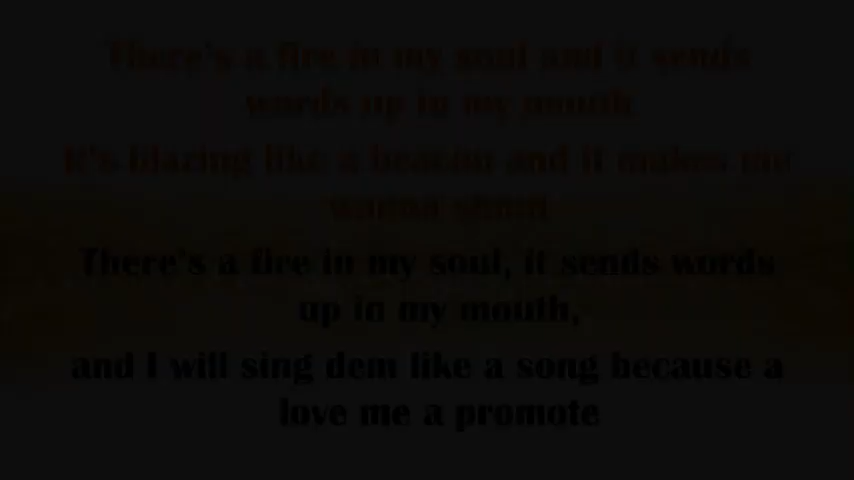 There's a fire in my soul and it sends
words up in my mouth
It's blazing like a beacon and it makes me
wanna shout
There's a fire in my soul, it sends words
up in my mouth,
and I will sing dem like a song because a
love me a promote